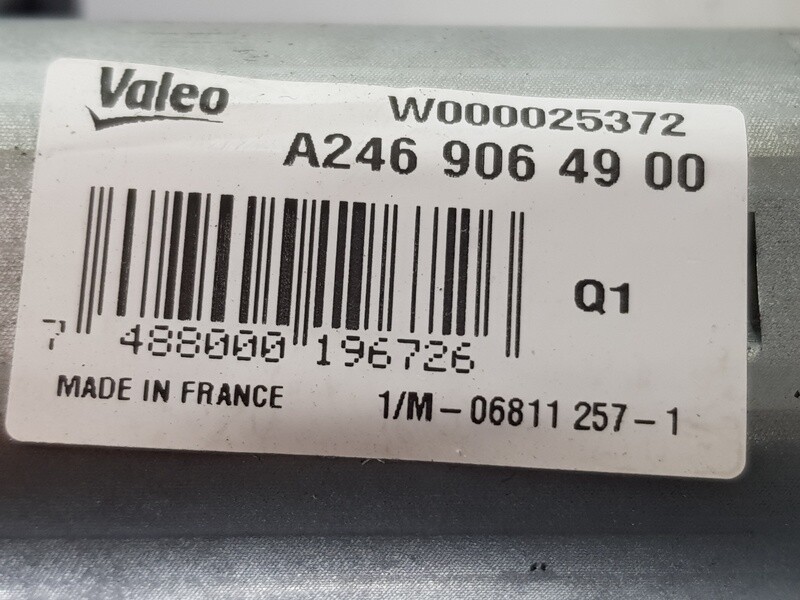 Valeo
W000025372
A246 906 49 00
Q1
7 488000 196726
MADE IN FRANCE
1/M-06811 257-1